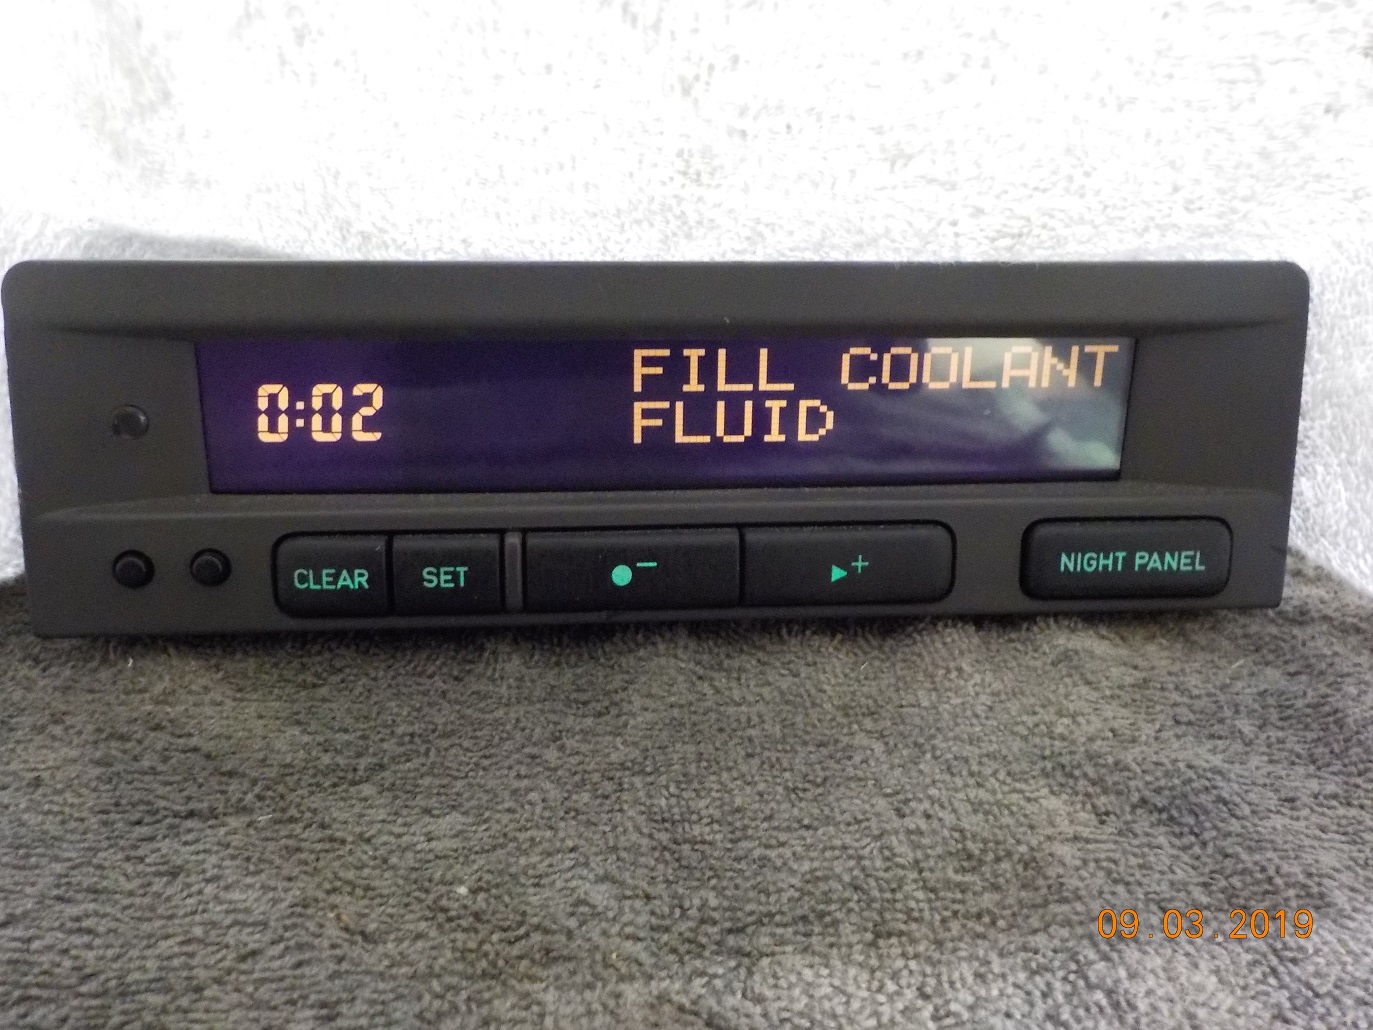 0:02
FILL COOLANT
FLUID
CLEAR
SET
●−
▶+
NIGHT PANEL
09.03.2019